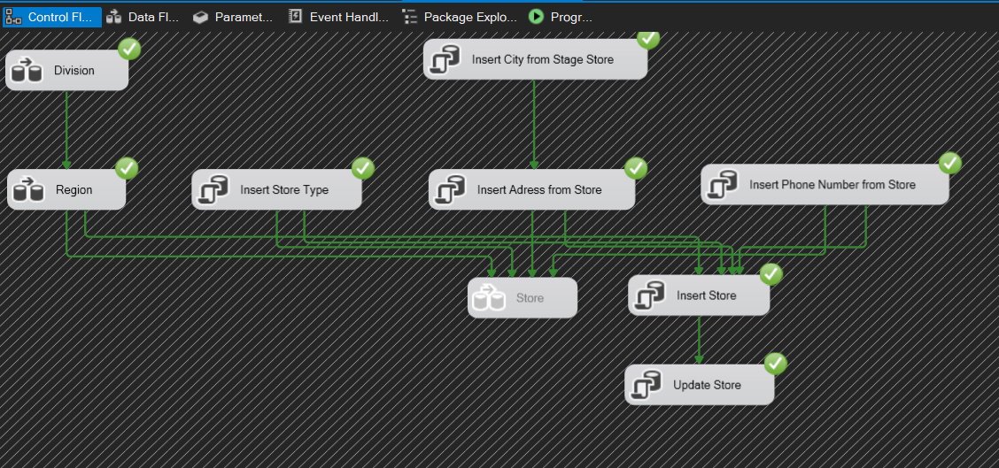 Control Fl...
Data Fl...
Paramet...
Event Handl...
Package Explo...
Progr...
Division
Insert City from Stage Store
Region
Insert Store Type
Insert Adress from Store
Insert Phone Number from Store
Store
Insert Store
Update Store